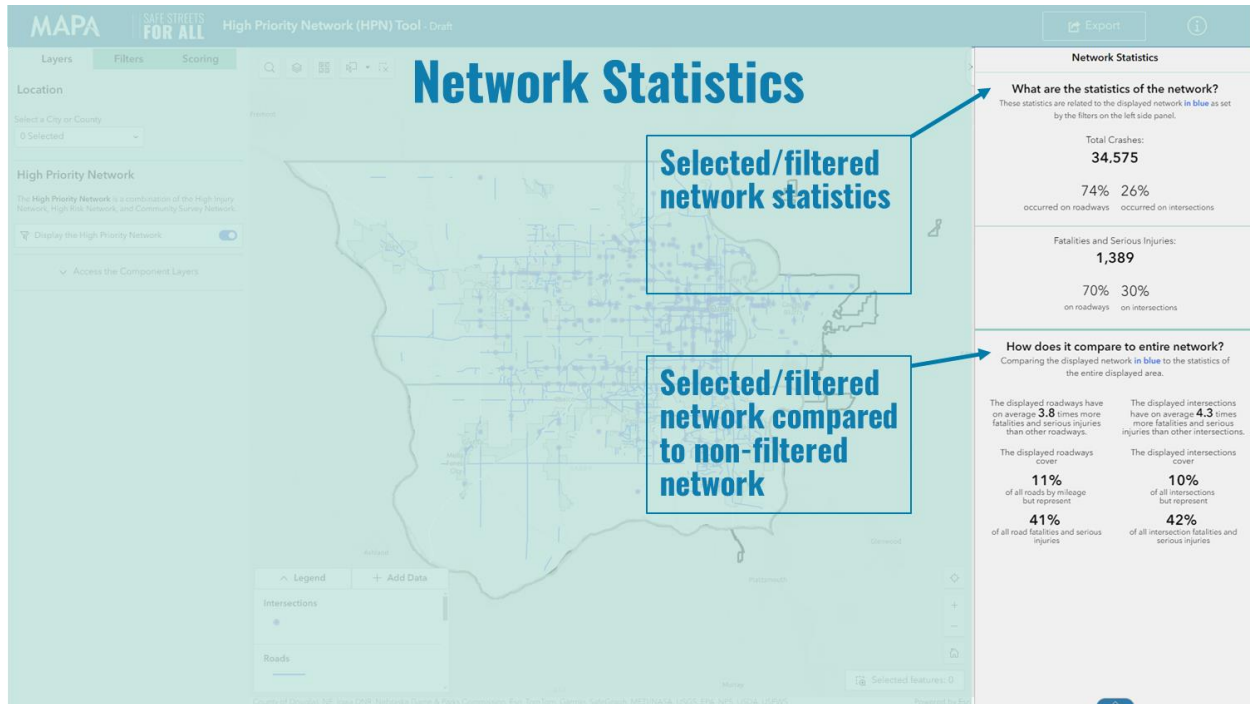 MAPA
SAFE STREETS
FOR ALL
High Priority Network (HPN) Tool - Draft
Export
Layers
Filters
Scoring
Location
Select a City or County
0 Selected
High Priority Network
The High Priority Network is a combination of the High Injury
Network, High Risk Network, and Community Survey Network.
Display the High Priority Network
Access the Component Layers
Network Statistics
Selected/filtered
network statistics
Selected/filtered
network compared
to non-filtered
network
Legend
Add Data
Intersections
Roads
Plattsmouth
Glenwood
Selected features: 0
Network Statistics
What are the statistics of the network?
These statistics are related to the displayed network in blue as set
by the filters on the left side panel.
Total Crashes:
34,575
74% 26%
occurred on roadways occurred on intersections
Fatalities and Serious Injuries:
1,389
70% 30%
on roadways on intersections
How does it compare to entire network?
Comparing the displayed network in blue to the statistics of
the entire displayed area.
The displayed roadways have
on average 3.8 times more
fatalities and serious injuries
than other roadways.
The displayed roadways
cover
11%
of all roads by mileage
but represent
41%
of all road fatalities and serious
injuries
The displayed intersections
have on average 4.3 times
more fatalities and serious
injuries than other intersections.
The displayed intersections
cover
10%
of all intersections
but represent
42%
of all intersection fatalities and
serious injuries